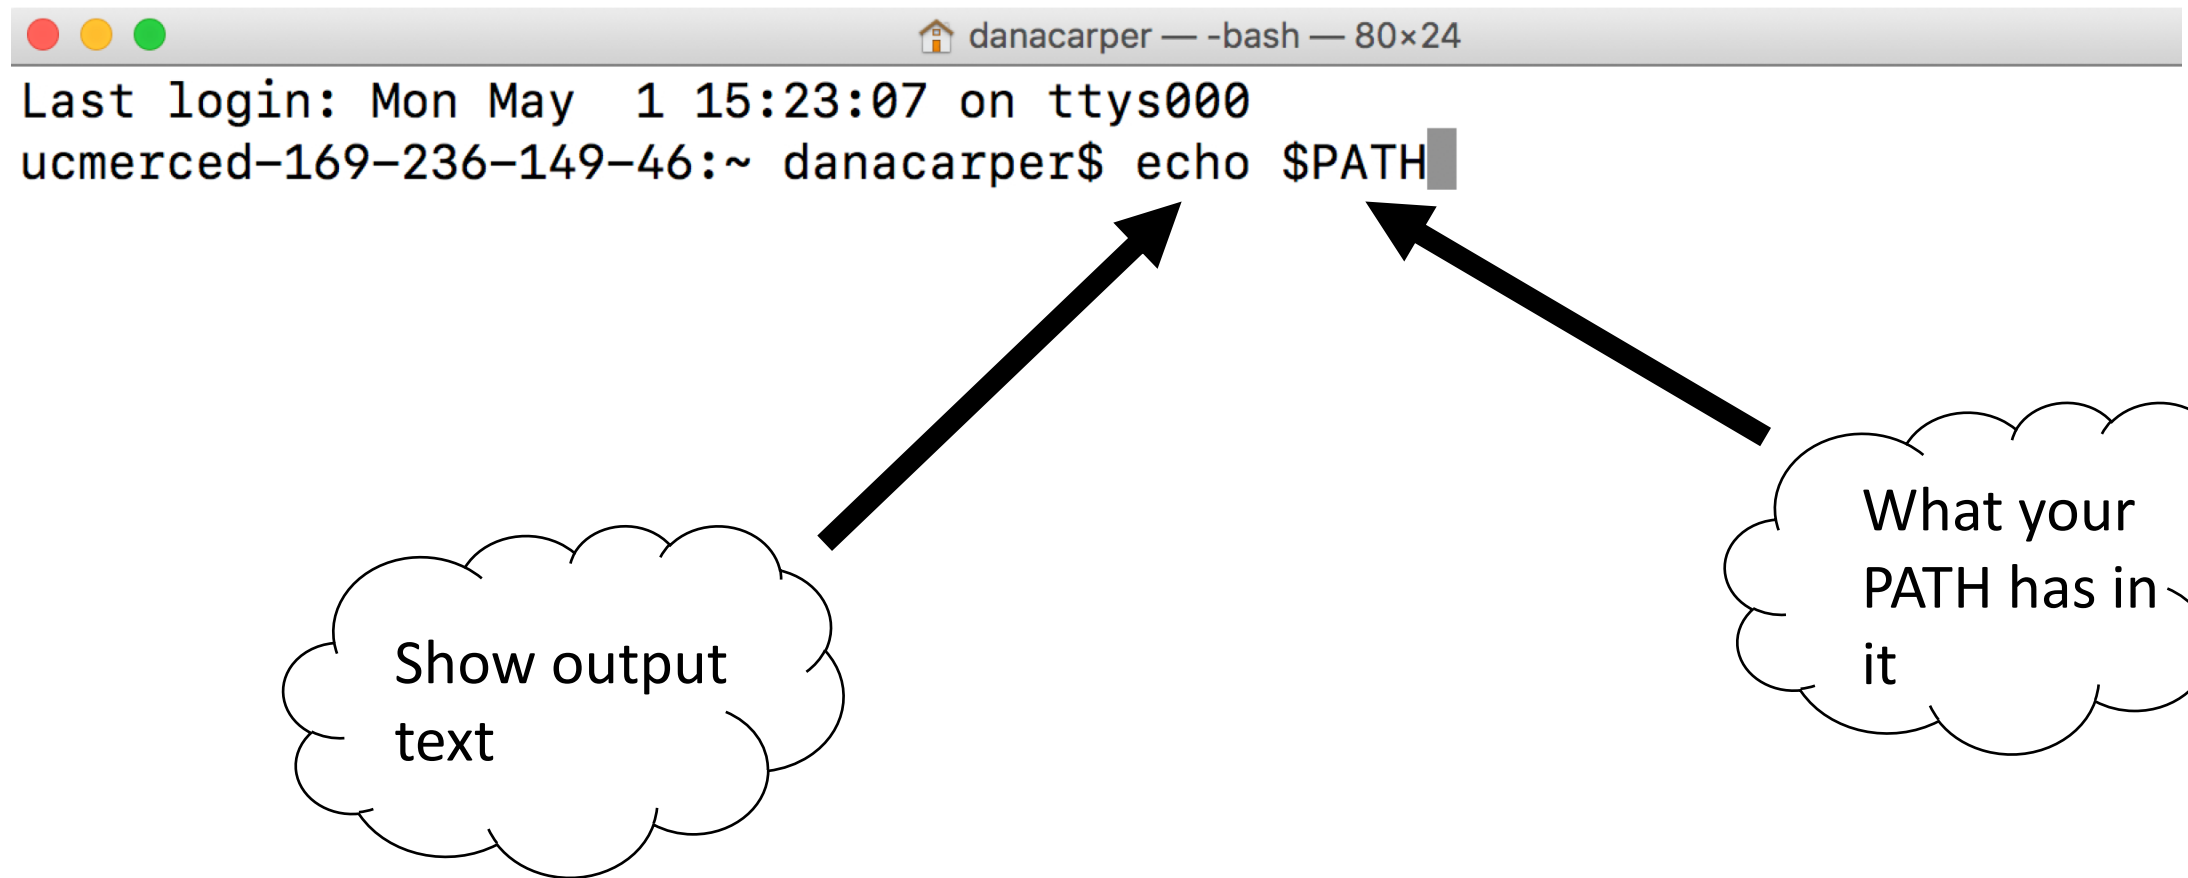 danacarper — -bash — 80×24
Last login: Mon May  1 15:23:07 on ttys000
ucmerced-169-236-149-46:~ danacarper$ echo $PATH
Show output
text
What your
PATH has in
it